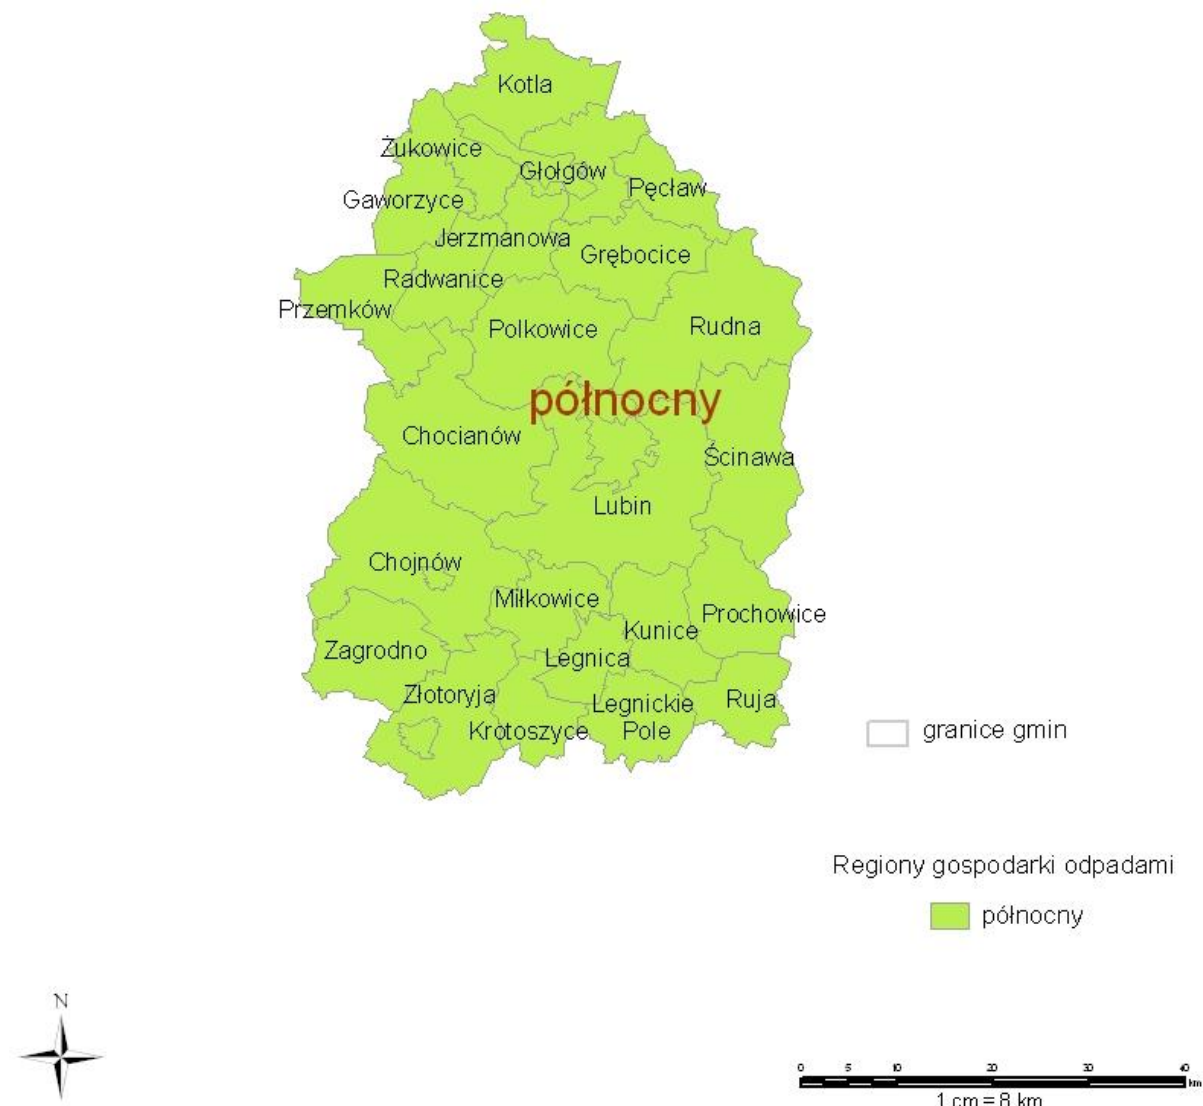 Kotla
Żukowice
Głołgów
Pęcław
Gaworzyce
Jerzmanowa
Grębocice
Radwanice
Przemków
Polkowice
Rudna
północny
Chocianów
Ścinawa
Lubin
Chojnów
Miłkowice
Prochowice
Kunice
Zagrodno
Legnica
Złotoryja
Legnickie
Pole
Ruja
Krotoszyce
granice gmin
Regiony gospodarki odpadami
północny
N
0 5 10 20 30 40
km
1 cm = 8 km